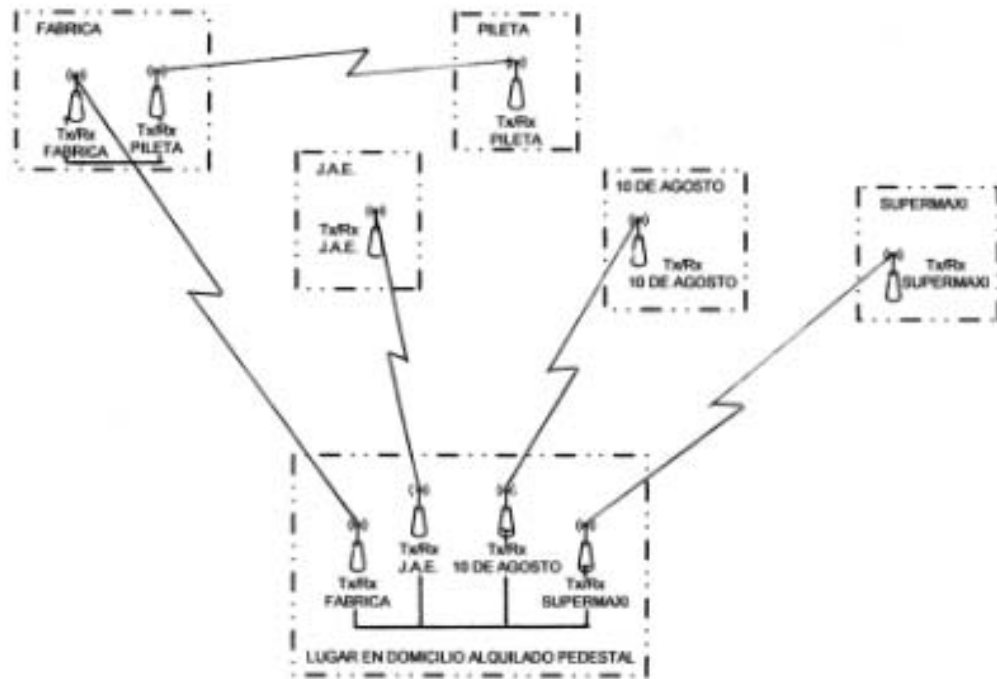 FABRICA
Tx/Rx
FABRICA
Tx/Rx
PILETA
PILETA
Tx/Rx
PILETA
J.A.E.
Tx/Rx
J.A.E.
10 DE AGOSTO
Tx/Rx
10 DE AGOSTO
SUPERMAXI
Tx/Rx
SUPERMAXI
Tx/Rx
FABRICA
Tx/Rx
J.A.E.
Tx/Rx
10 DE AGOSTO
Tx/Rx
SUPERMAXI
LUGAR EN DOMICILIO ALQUILADO PEDESTAL